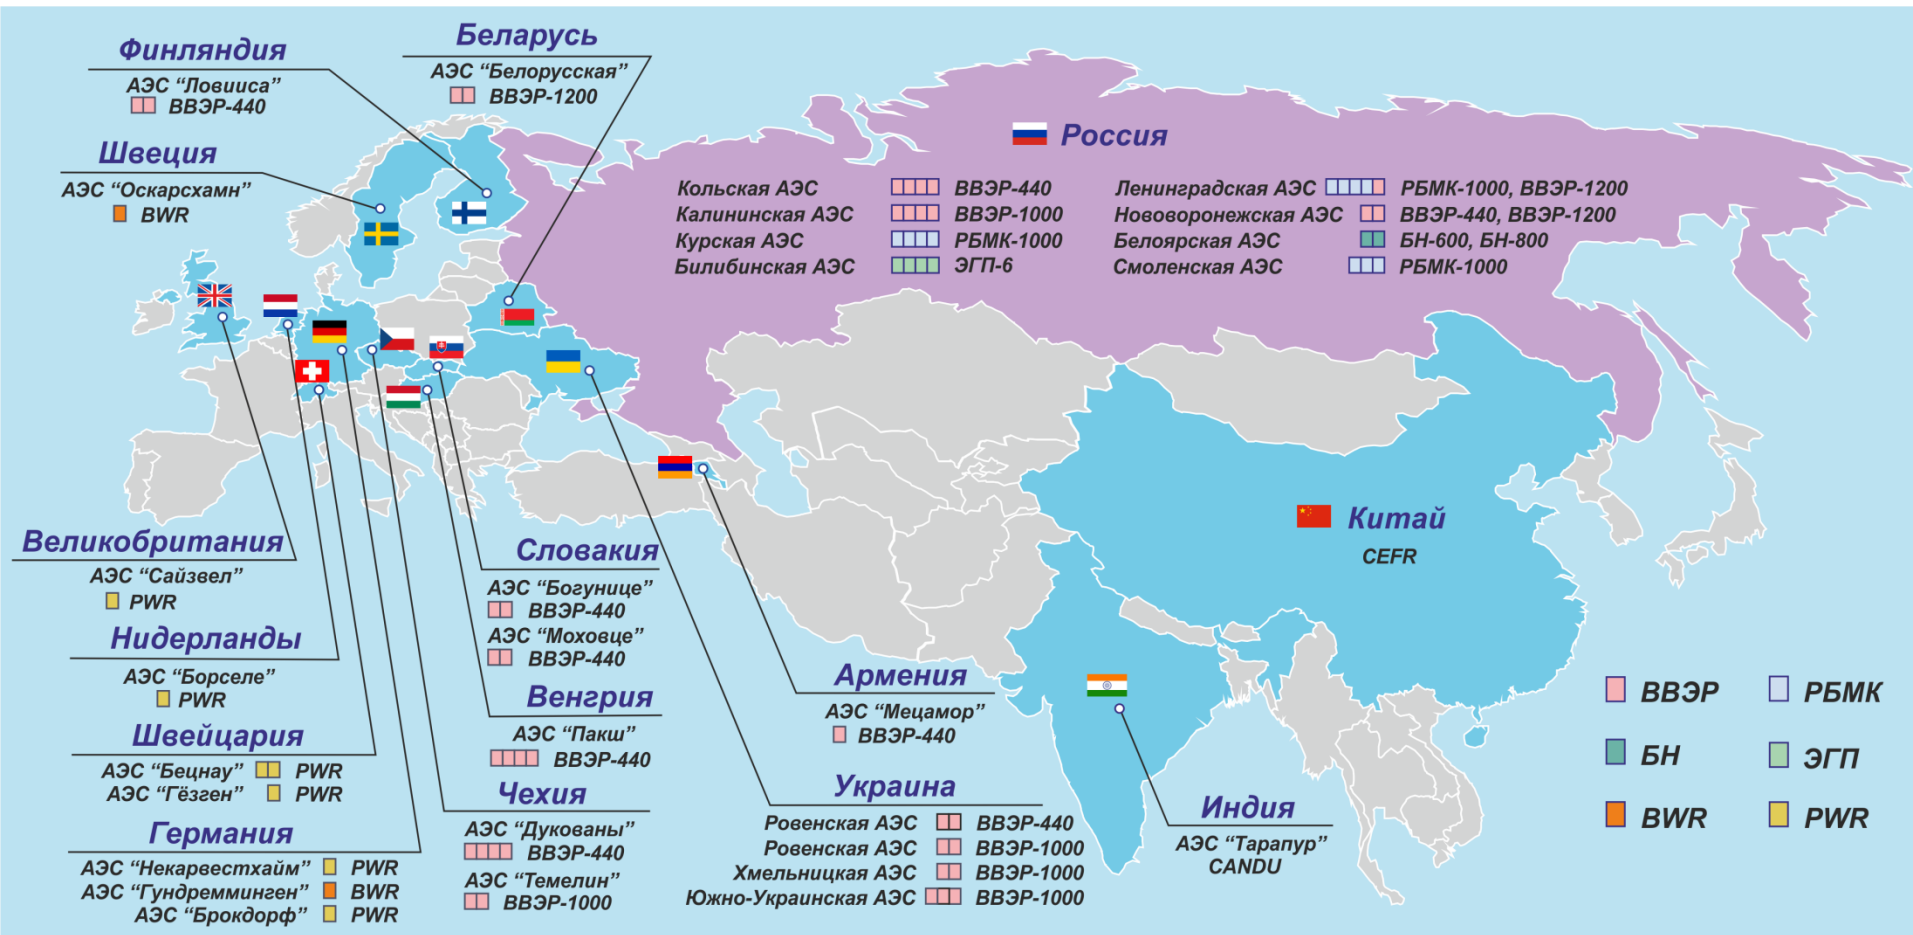 Финляндия
АЭС “Ловииса”
ВВЭР-440
Беларусь
АЭС “Белорусская”
ВВЭР-1200
Швеция
АЭС “Оскарсхамн”
BWR
Россия
Кольская АЭС ВВЭР-440
Калининская АЭС ВВЭР-1000
Курская АЭС РБМК-1000
Билибинская АЭС ЭГП-6
Ленинградская АЭС РБМК-1000, ВВЭР-1200
Нововоронежская АЭС ВВЭР-440, ВВЭР-1200
Белоярская АЭС БН-600, БН-800
Смоленская АЭС РБМК-1000
Великобритания
АЭС “Сайзвел”
PWR
Нидерланды
АЭС “Борселе”
PWR
Швейцария
АЭС “Бецнау” PWR
АЭС “Гёзген” PWR
Германия
АЭС “Некарвестхайм” PWR
АЭС “Гундремминген” BWR
АЭС “Брокдорф” PWR
Словакия
АЭС “Богунице”
ВВЭР-440
АЭС “Моховце”
ВВЭР-440
Венгрия
АЭС “Пакш”
ВВЭР-440
Чехия
АЭС “Дукованы”
ВВЭР-440
АЭС “Темелин”
ВВЭР-1000
Армения
АЭС “Мецамор”
ВВЭР-440
Украина
Ровенская АЭС ВВЭР-440
Ровенская АЭС ВВЭР-1000
Хмельницкая АЭС ВВЭР-1000
Южно-Украинская АЭС ВВЭР-1000
Китай
CEFR
Индия
АЭС “Тарапур”
CANDU
ВВЭР РБМК
БН ЭГП
BWR PWR